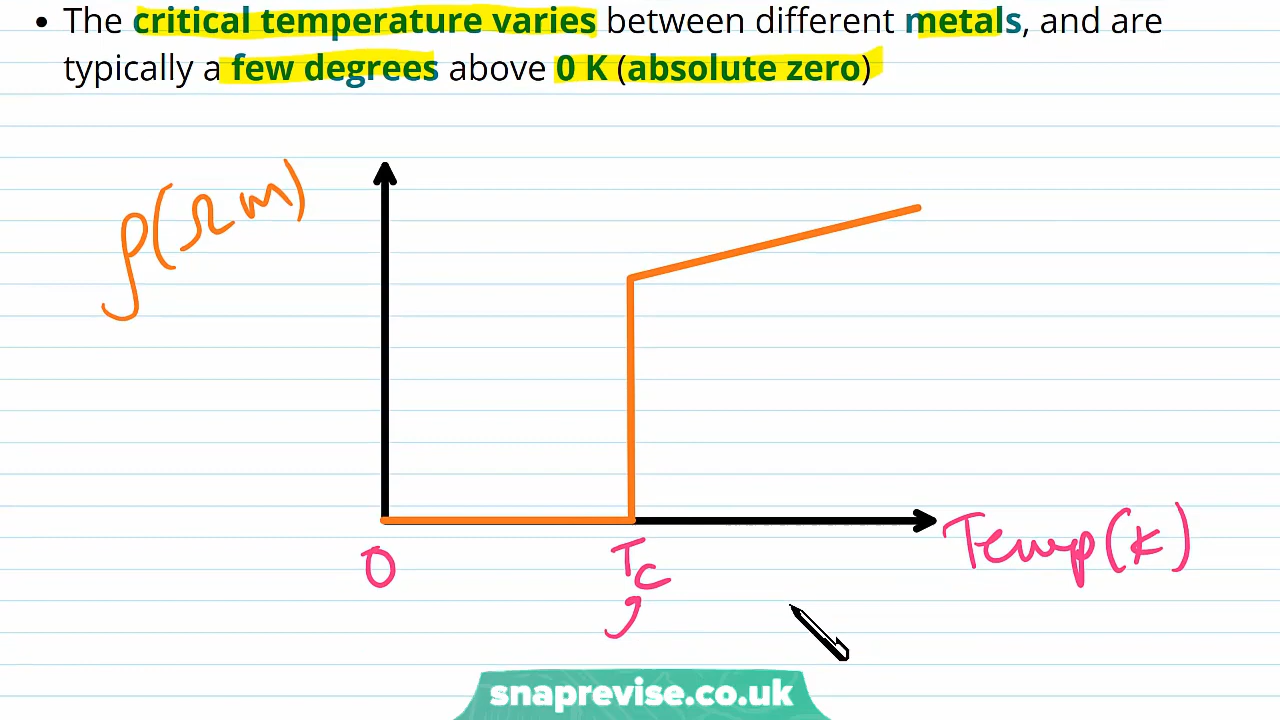 • The critical temperature varies between different metals, and are
typically a few degrees above 0 K (absolute zero)
ρ(Ωm)
0
Tc
Temp(K)
snaprevise.co.uk